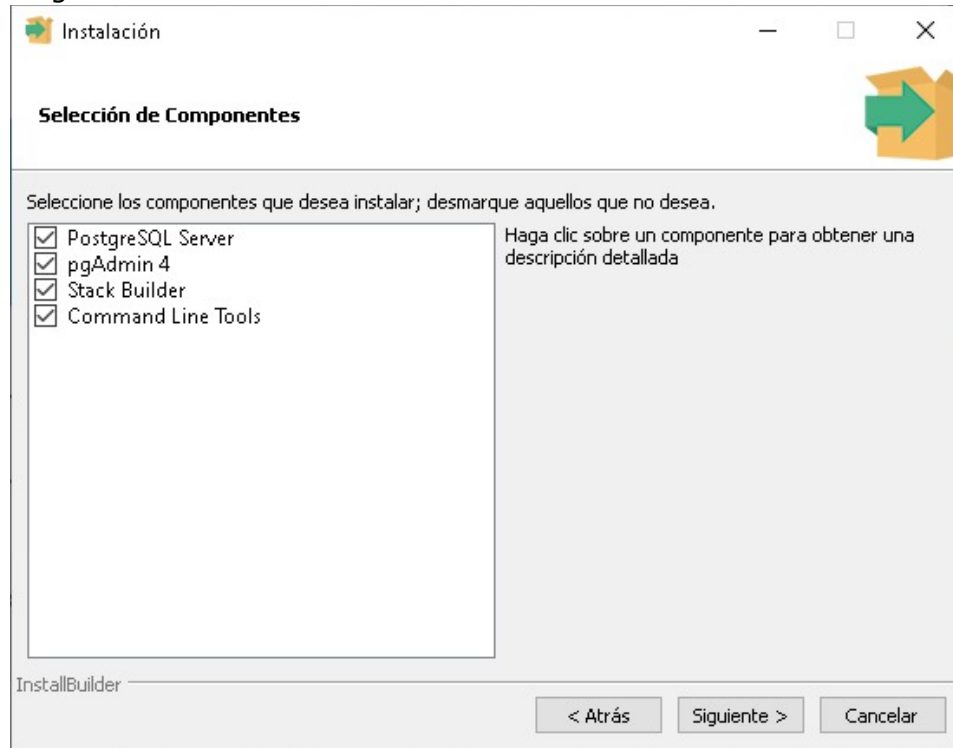 Instalación
Selección de Componentes
Seleccione los componentes que desea instalar; desmarque aquellos que no desea.
PostgreSQL Server
pgAdmin 4
Stack Builder
Command Line Tools
Haga clic sobre un componente para obtener una
descripción detallada
InstallBuilder
< Atrás
Siguiente >
Cancelar